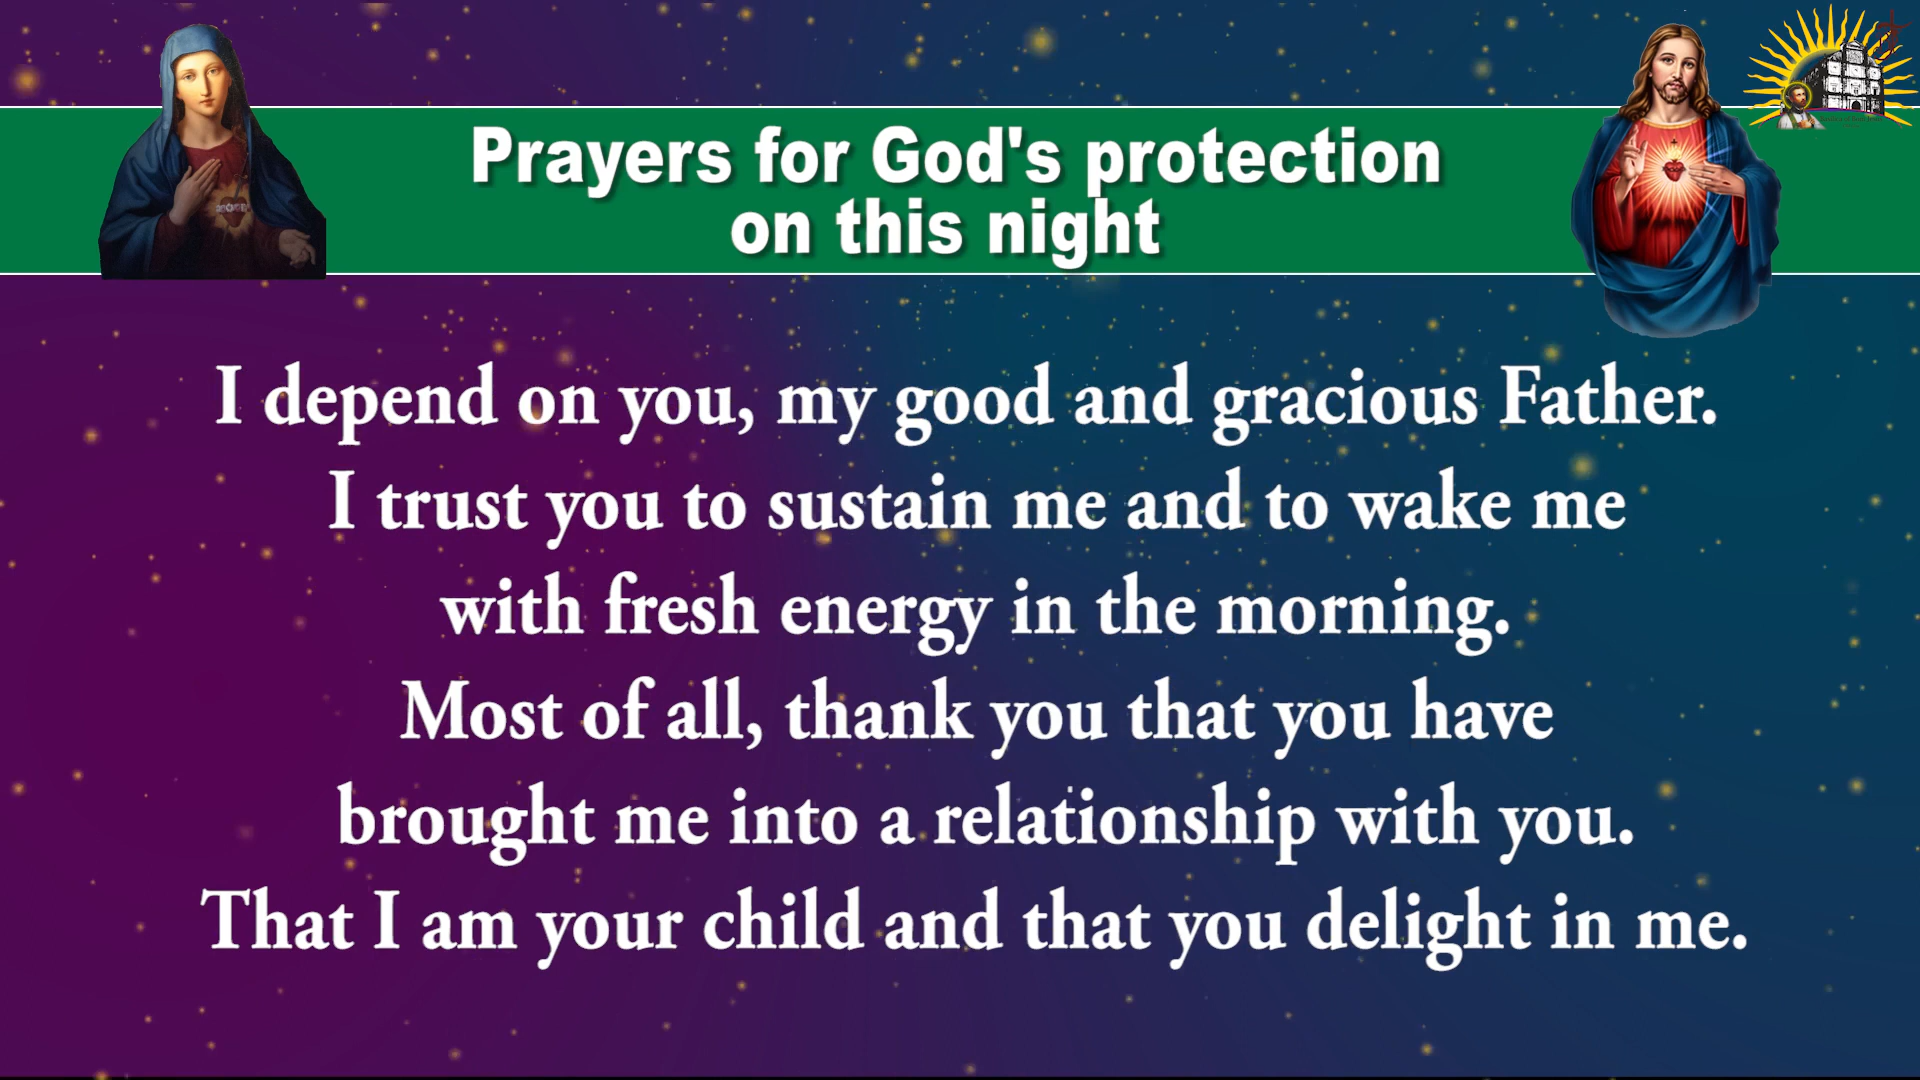 Prayers for God's protection
on this night
I depend on you, my good and gracious Father.
I trust you to sustain me and to wake me
with fresh energy in the morning.
Most of all, thank you that you have
brought me into a relationship with you.
That I am your child and that you delight in me.